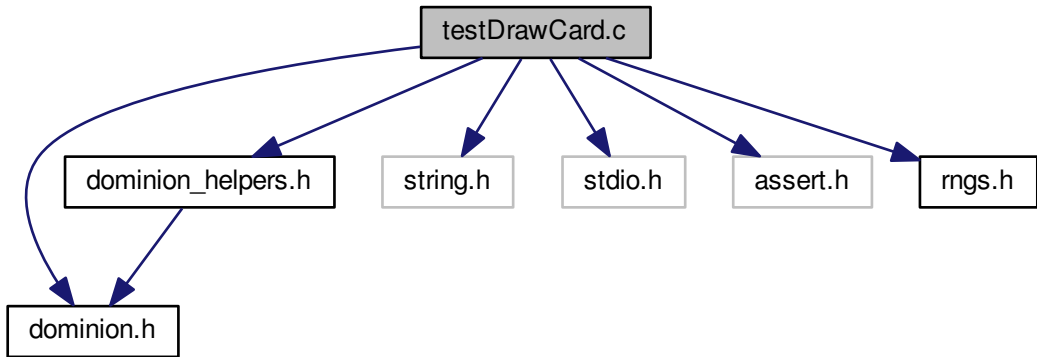 testDrawCard.c
dominion_helpers.h
string.h
stdio.h
assert.h
rngs.h
dominion.h